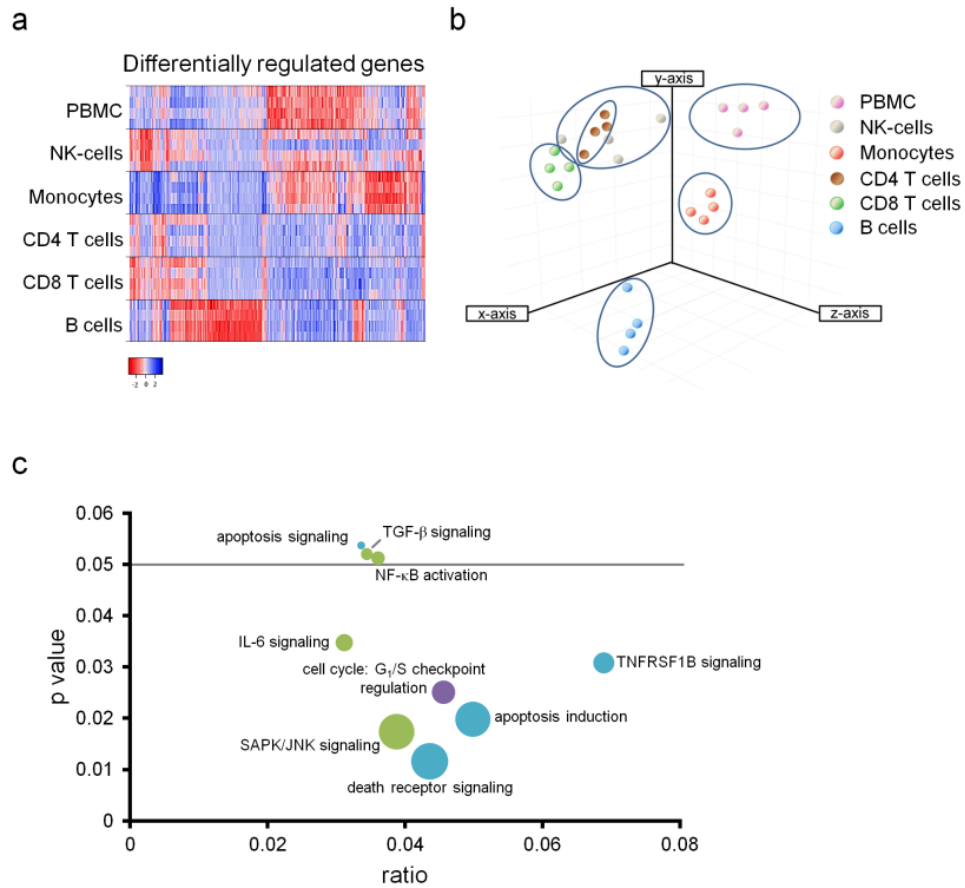 a
Differentially regulated genes
PBMC
NK-cells
Monocytes
CD4 T cells
CD8 T cells
B cells
-2 0 2
b
y-axis
x-axis
z-axis
PBMC
NK-cells
Monocytes
CD4 T cells
CD8 T cells
B cells
c
p value
0.06
0.05
0.04
0.03
0.02
0.01
0
apoptosis signaling
TGF-β signaling
NF-κB activation
IL-6 signaling
TNFRSF1B signaling
cell cycle: G₁/S checkpoint
regulation
apoptosis induction
SAPK/JNK signaling
death receptor signaling
0 0.02 0.04 0.06 0.08
ratio